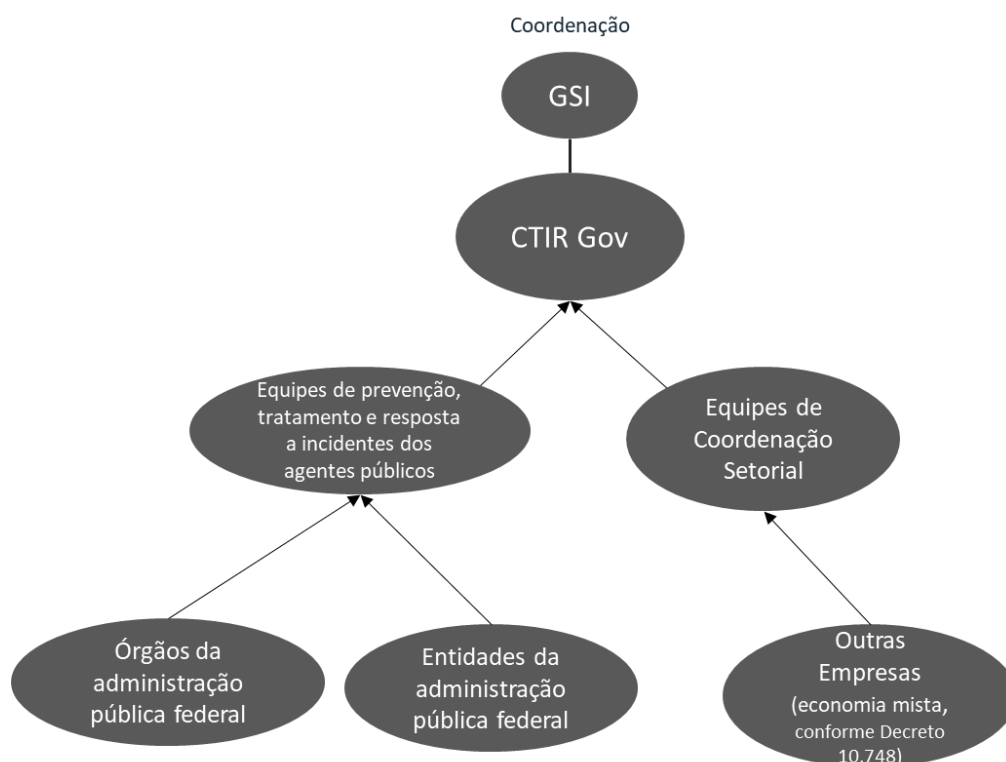 Coordenação
GSI
CTIR Gov
Equipes de prevenção,
tratamento e resposta
a incidentes dos
agentes públicos
Equipes de
Coordenação
Setorial
Órgãos da
administração
pública federal
Entidades da
administração
pública federal
Outras
Empresas
(economia mista,
conforme Decreto
10.748)